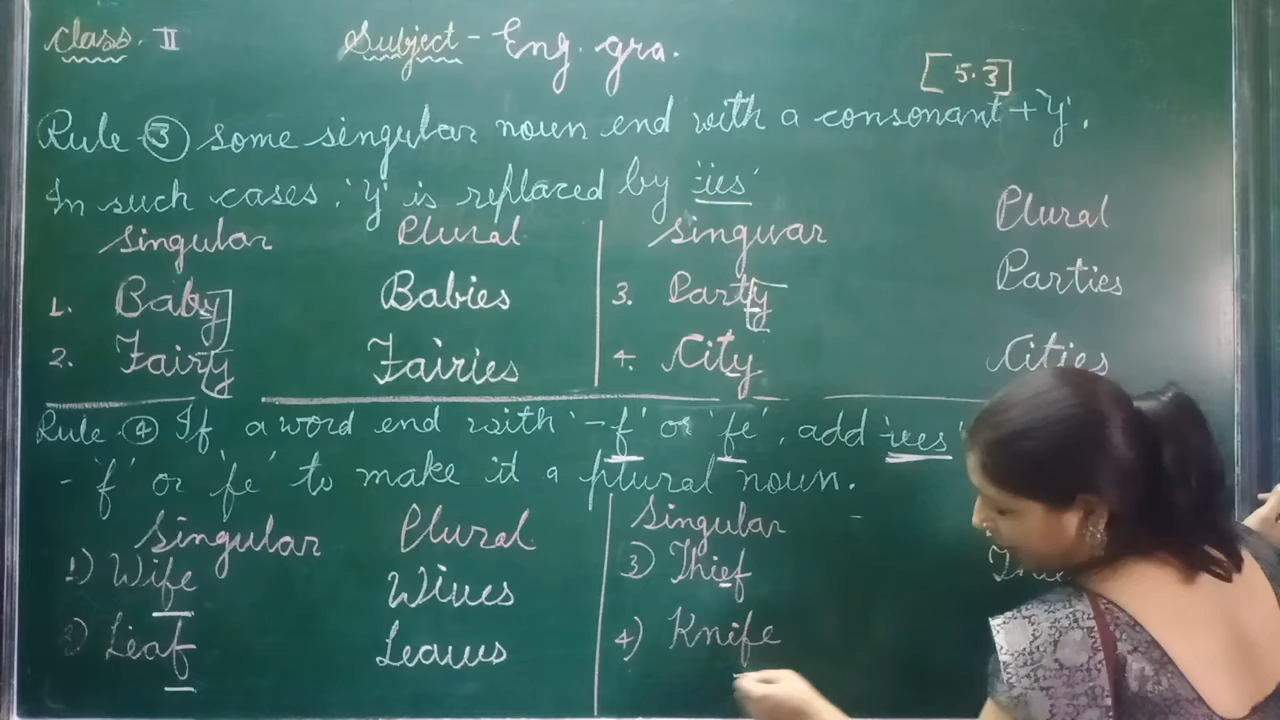 Class. II Subject - Eng. gra.
[5.3]
Rule-③ some singular noun end with a consonant + 'y'.
In such cases, 'y' is replaced by '-ies'
Singular Plural Singuar Plural
1. Baby Babies 3. Party Parties
2. Fairy Fairies 4. City Cities
Rule-④ If a word end with '-f' or 'fe', add 'ves'
- 'f' or 'fe' to make it a plural noun.
Singular Plural Singular
1) Wife Wives 3) Thief
2) Leaf Leaves 4) Knife